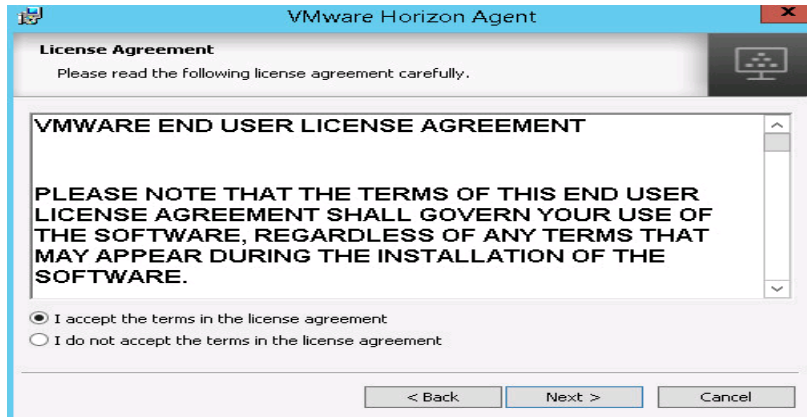 VMware Horizon Agent
License Agreement
Please read the following license agreement carefully.
VMWARE END USER LICENSE AGREEMENT
PLEASE NOTE THAT THE TERMS OF THIS END USER
LICENSE AGREEMENT SHALL GOVERN YOUR USE OF
THE SOFTWARE, REGARDLESS OF ANY TERMS THAT
MAY APPEAR DURING THE INSTALLATION OF THE
SOFTWARE.
I accept the terms in the license agreement
I do not accept the terms in the license agreement
< Back Next > Cancel